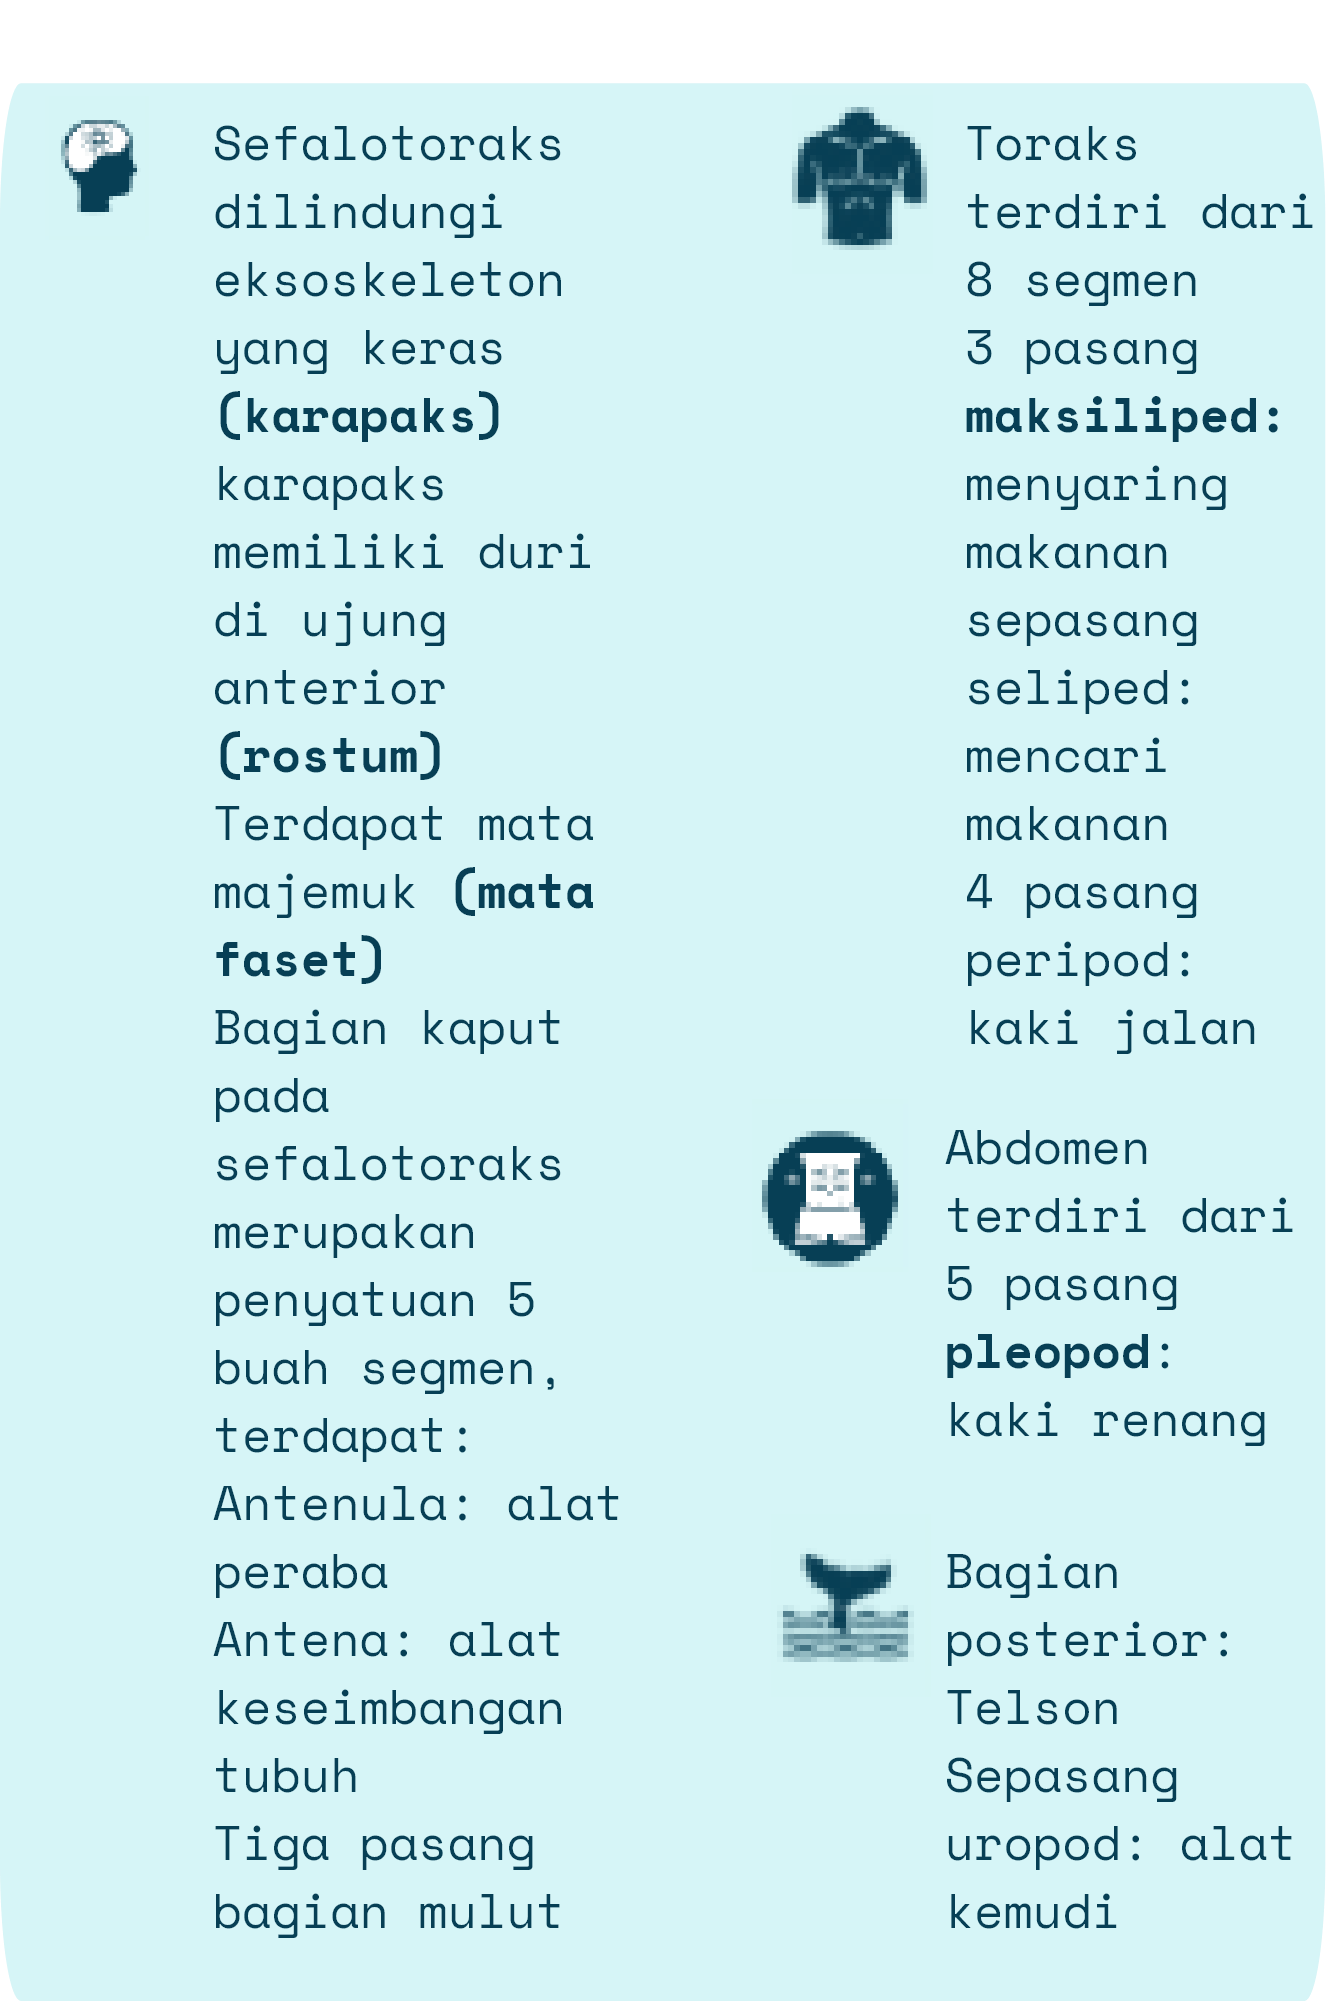 Sefalotoraks
dilindungi
eksoskeleton
yang keras
(karapaks)
karapaks
memiliki duri
di ujung
anterior
(rostum)
Terdapat mata
majemuk (mata
faset)
Bagian kaput
pada
sefalotoraks
merupakan
penyatuan 5
buah segmen,
terdapat:
Antenula: alat
peraba
Antena: alat
keseimbangan
tubuh
Tiga pasang
bagian mulut
Toraks
terdiri dari
8 segmen
3 pasang
maksiliped:
menyaring
makanan
sepasang
seliped:
mencari
makanan
4 pasang
peripod:
kaki jalan
Abdomen
terdiri dari
5 pasang
pleopod:
kaki renang
Bagian
posterior:
Telson
Sepasang
uropod: alat
kemudi